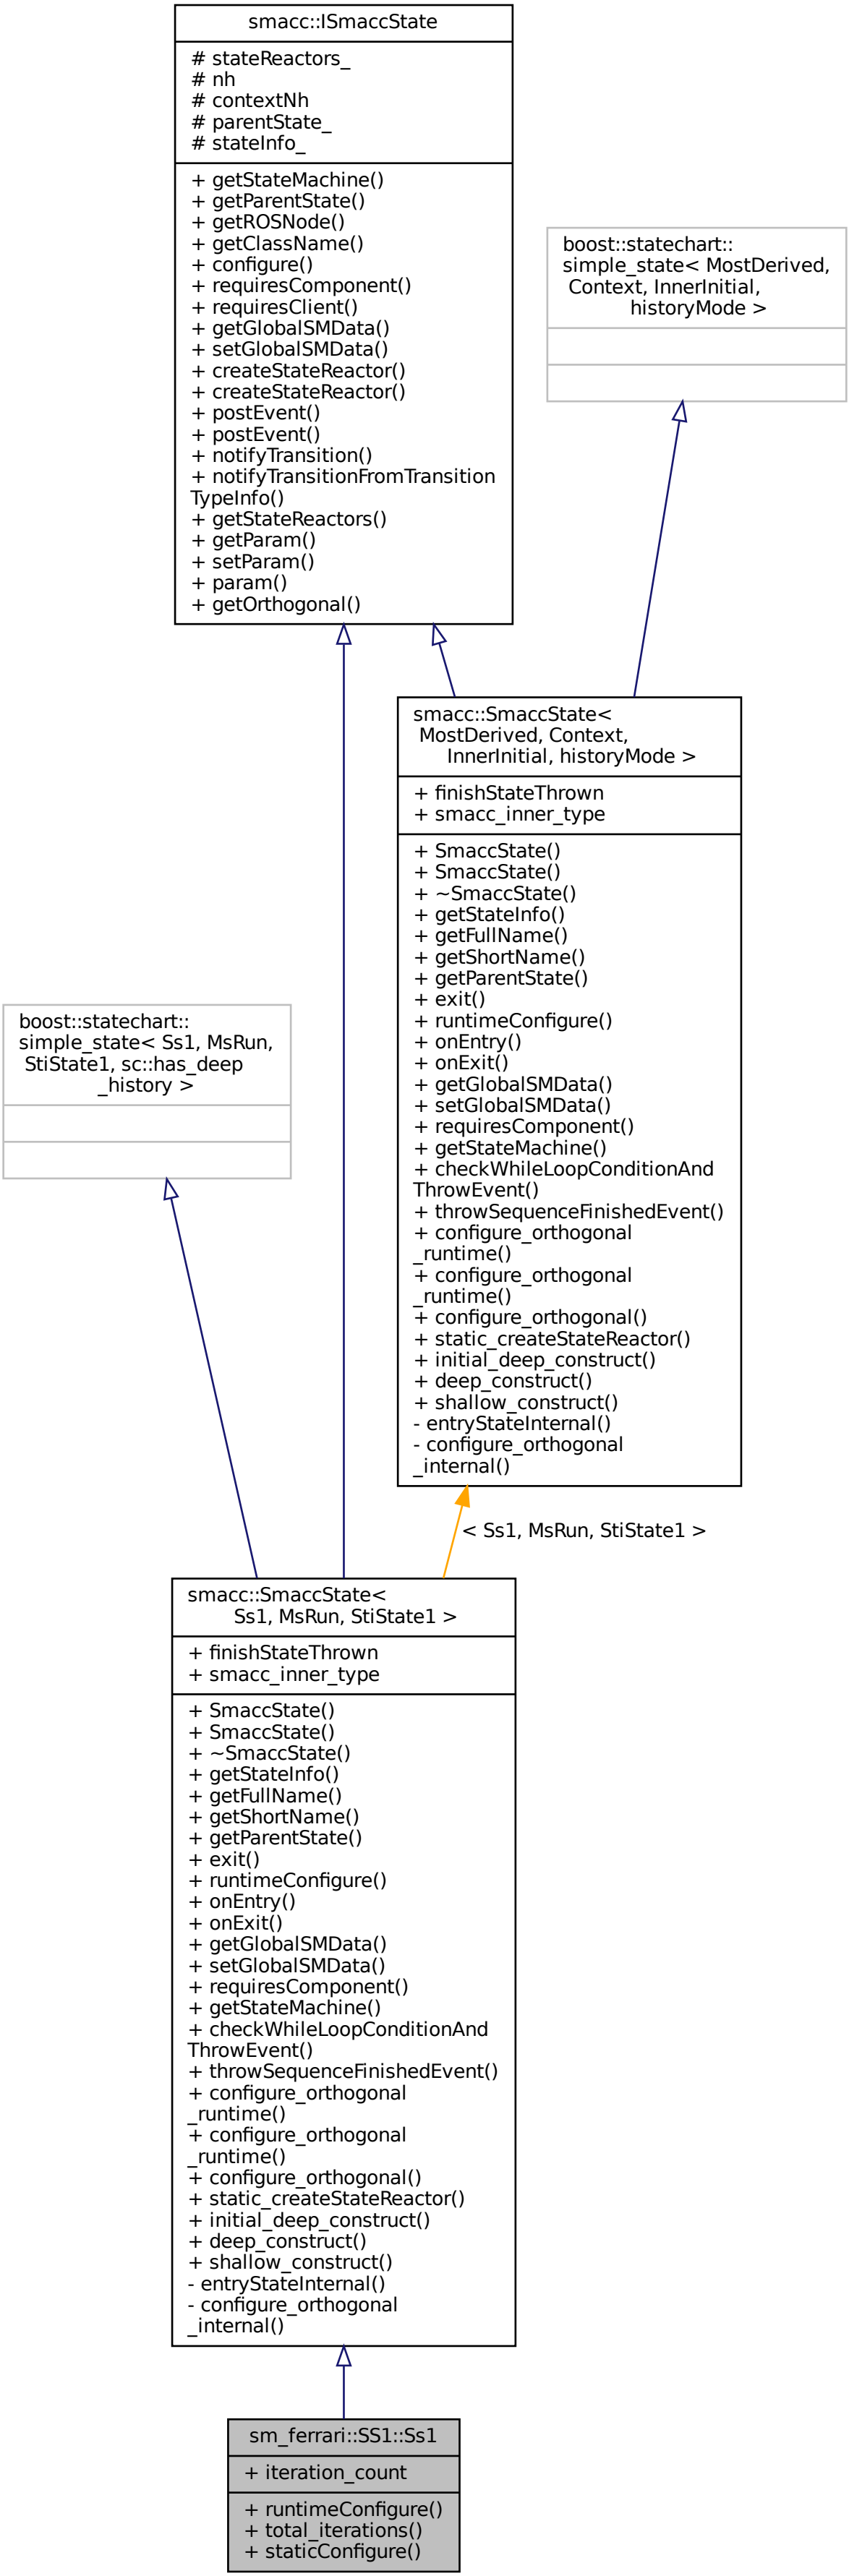 smacc::ISmaccState
# stateReactors_
# nh
# contextNh
# parentState_
# stateInfo_
+ getStateMachine()
+ getParentState()
+ getROSNode()
+ getClassName()
+ configure()
+ requiresComponent()
+ requiresClient()
+ getGlobalSMData()
+ setGlobalSMData()
+ createStateReactor()
+ createStateReactor()
+ postEvent()
+ postEvent()
+ notifyTransition()
+ notifyTransitionFromTransition
TypeInfo()
+ getStateReactors()
+ getParam()
+ setParam()
+ param()
+ getOrthogonal()
boost::statechart::
simple_state< MostDerived,
Context, InnerInitial,
historyMode >
smacc::SmaccState<
MostDerived, Context,
InnerInitial, historyMode >
+ finishStateThrown
+ smacc_inner_type
+ SmaccState()
+ SmaccState()
+ ~SmaccState()
+ getStateInfo()
+ getFullName()
+ getShortName()
+ getParentState()
+ exit()
+ runtimeConfigure()
+ onEntry()
+ onExit()
+ getGlobalSMData()
+ setGlobalSMData()
+ requiresComponent()
+ getStateMachine()
+ checkWhileLoopConditionAnd
ThrowEvent()
+ throwSequenceFinishedEvent()
+ configure_orthogonal
_runtime()
+ configure_orthogonal
_runtime()
+ configure_orthogonal()
+ static_createStateReactor()
+ initial_deep_construct()
+ deep_construct()
+ shallow_construct()
- entryStateInternal()
- configure_orthogonal
_internal()
boost::statechart::
simple_state< Ss1, MsRun,
StiState1, sc::has_deep
_history >
< Ss1, MsRun, StiState1 >
smacc::SmaccState<
Ss1, MsRun, StiState1 >
+ finishStateThrown
+ smacc_inner_type
+ SmaccState()
+ SmaccState()
+ ~SmaccState()
+ getStateInfo()
+ getFullName()
+ getShortName()
+ getParentState()
+ exit()
+ runtimeConfigure()
+ onEntry()
+ onExit()
+ getGlobalSMData()
+ setGlobalSMData()
+ requiresComponent()
+ getStateMachine()
+ checkWhileLoopConditionAnd
ThrowEvent()
+ throwSequenceFinishedEvent()
+ configure_orthogonal
_runtime()
+ configure_orthogonal
_runtime()
+ configure_orthogonal()
+ static_createStateReactor()
+ initial_deep_construct()
+ deep_construct()
+ shallow_construct()
- entryStateInternal()
- configure_orthogonal
_internal()
sm_ferrari::SS1::Ss1
+ iteration_count
+ runtimeConfigure()
+ total_iterations()
+ staticConfigure()